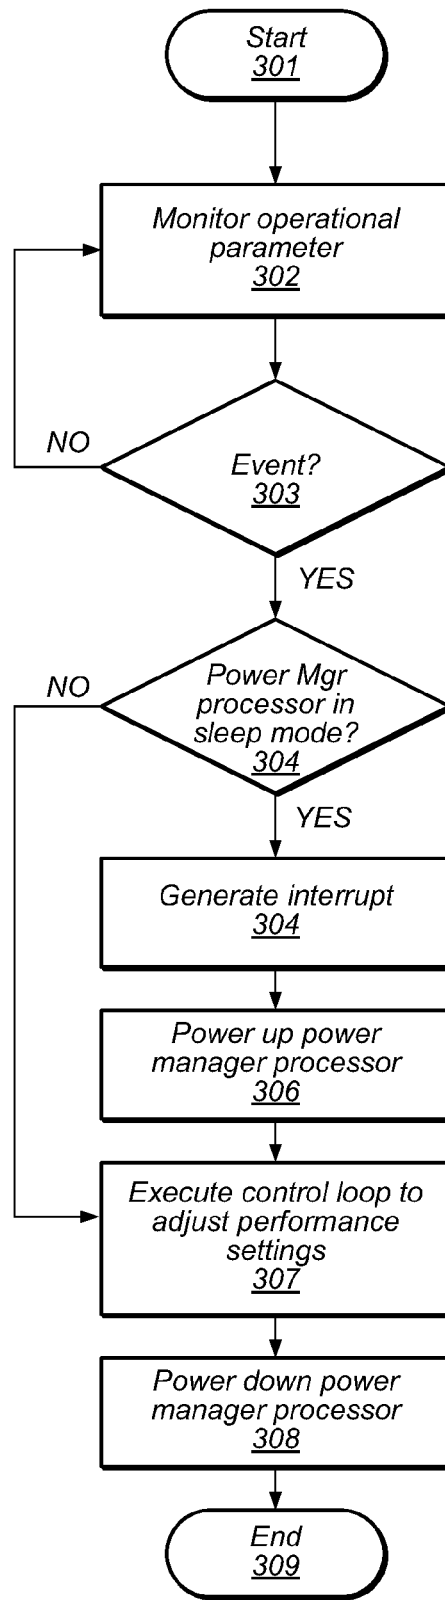 Start
301
Monitor operational
parameter
302
NO
Event?
303
YES
NO
Power Mgr
processor in
sleep mode?
304
YES
Generate interrupt
304
Power up power
manager processor
306
Execute control loop to
adjust performance
settings
307
Power down power
manager processor
308
End
309